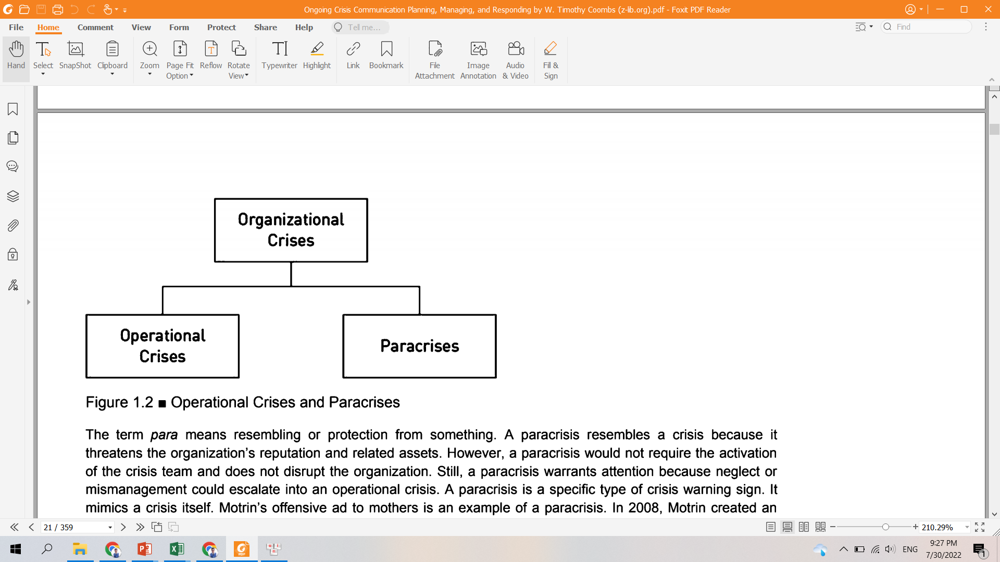 Ongoing Crisis Communication Planning, Managing, and Responding by W. Timothy Coombs (z-lib.org).pdf - Foxit PDF Reader
File Home Comment View Form Protect Share Help Tell me... Find
Hand Select SnapShot Clipboard Zoom Page Fit Option Reflow Rotate View Typewriter Highlight Link Bookmark File Attachment Image Annotation Audio & Video Fill & Sign
Organizational
Crises
Operational
Crises
Paracrises
Figure 1.2 ■ Operational Crises and Paracrises
The term para means resembling or protection from something. A paracrisis resembles a crisis because it
threatens the organization’s reputation and related assets. However, a paracrisis would not require the activation
of the crisis team and does not disrupt the organization. Still, a paracrisis warrants attention because neglect or
mismanagement could escalate into an operational crisis. A paracrisis is a specific type of crisis warning sign. It
mimics a crisis itself. Motrin’s offensive ad to mothers is an example of a paracrisis. In 2008, Motrin created an
21 / 359
210.29%
ENG
9:27 PM
7/30/2022
1